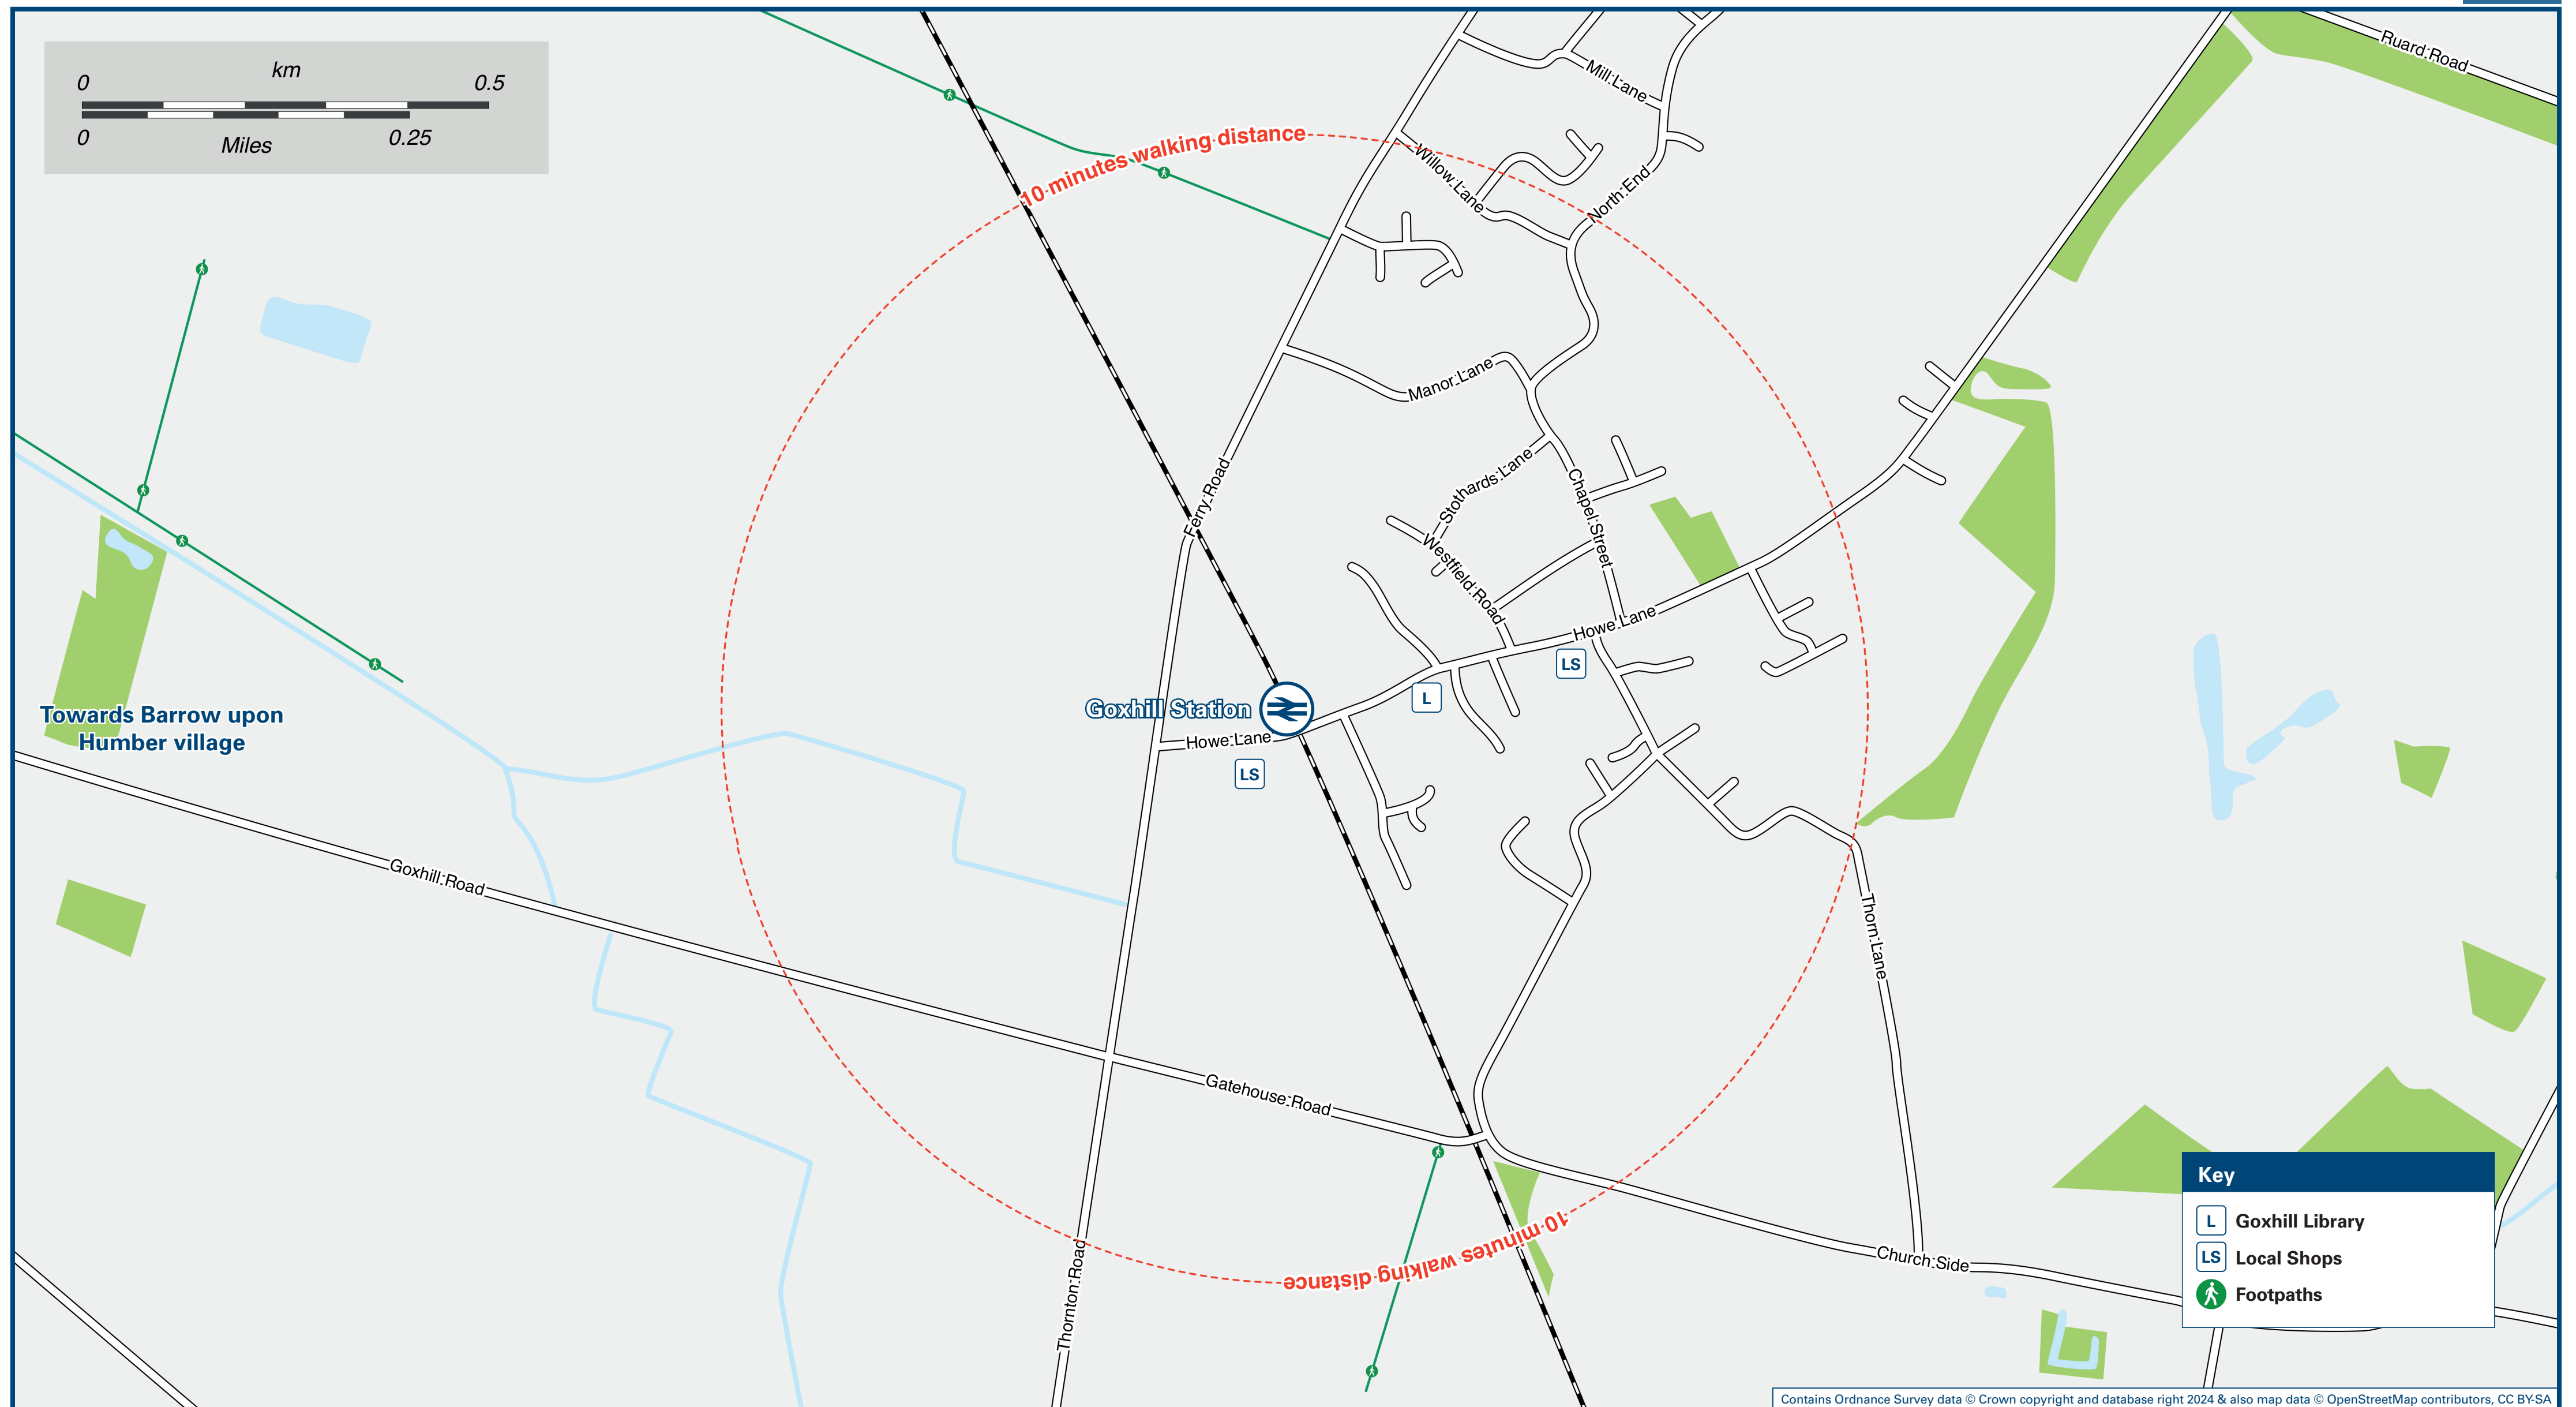 km
0
0.5
0
0.25
Miles
Ruard Road
Mill Lane
10 minutes walking distance
Willow Lane
North End
Manor Lane
Ferry Road
Stothards Lane
Chapel Street
Westfield Road
Howe Lane
LS
L
Goxhill Station
Howe Lane
LS
Towards Barrow upon
Humber village
Goxhill Road
Thorn Lane
Gatehouse Road
10 minutes walking distance
Thornton Road
Church Side
Key
L Goxhill Library
LS Local Shops
Footpaths
Contains Ordnance Survey data © Crown copyright and database right 2024 & also map data © OpenStreetMap contributors, CC BY-SA